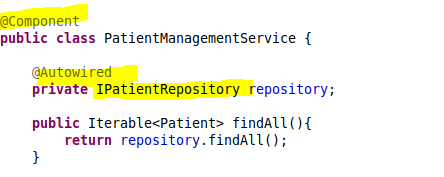 @Component
public class PatientManagementService {
@Autowired
private IPatientRepository repository;
public Iterable<Patient> findAll(){
return repository.findAll();
}